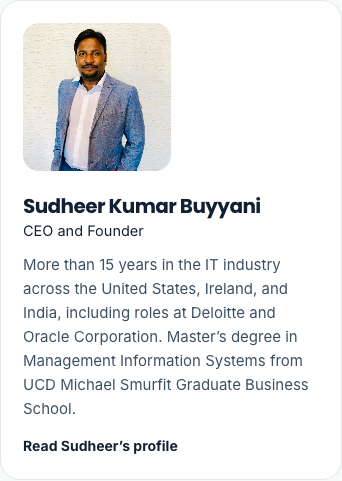 Sudheer Kumar Buyyani
CEO and Founder
More than 15 years in the IT industry
across the United States, Ireland, and
India, including roles at Deloitte and
Oracle Corporation. Master’s degree in
Management Information Systems from
UCD Michael Smurfit Graduate Business
School.
Read Sudheer’s profile